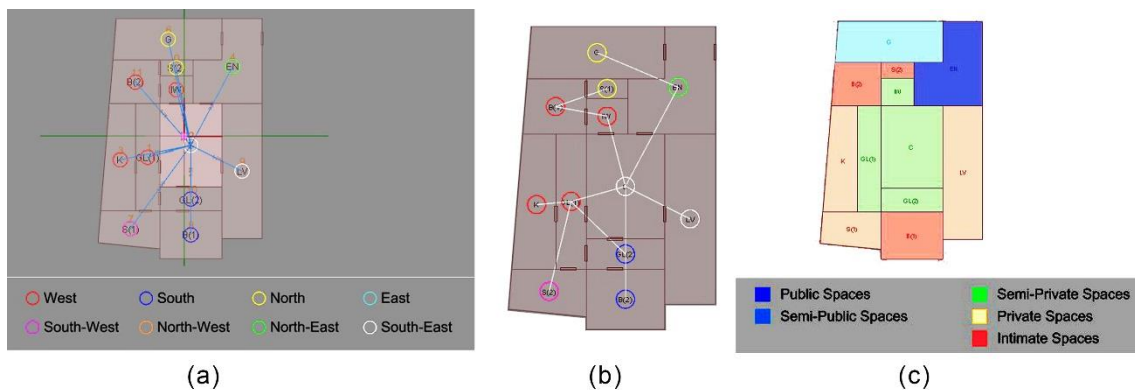 G
S(2)
EN
B(2)
IW
K
GL(1)
LV
S(1)
GL(2)
B(1)
West
South
North
East
South-West
North-West
North-East
South-East
(a)
G
EN
S(1)
IW
K
LV
GL(2)
S(2)
B(2)
(b)
G
EN
S(2)
B(2)
K
GL(1)
C
LV
GL(2)
S(1)
B(1)
Public Spaces
Semi-Public Spaces
Semi-Private Spaces
Private Spaces
Intimate Spaces
(c)